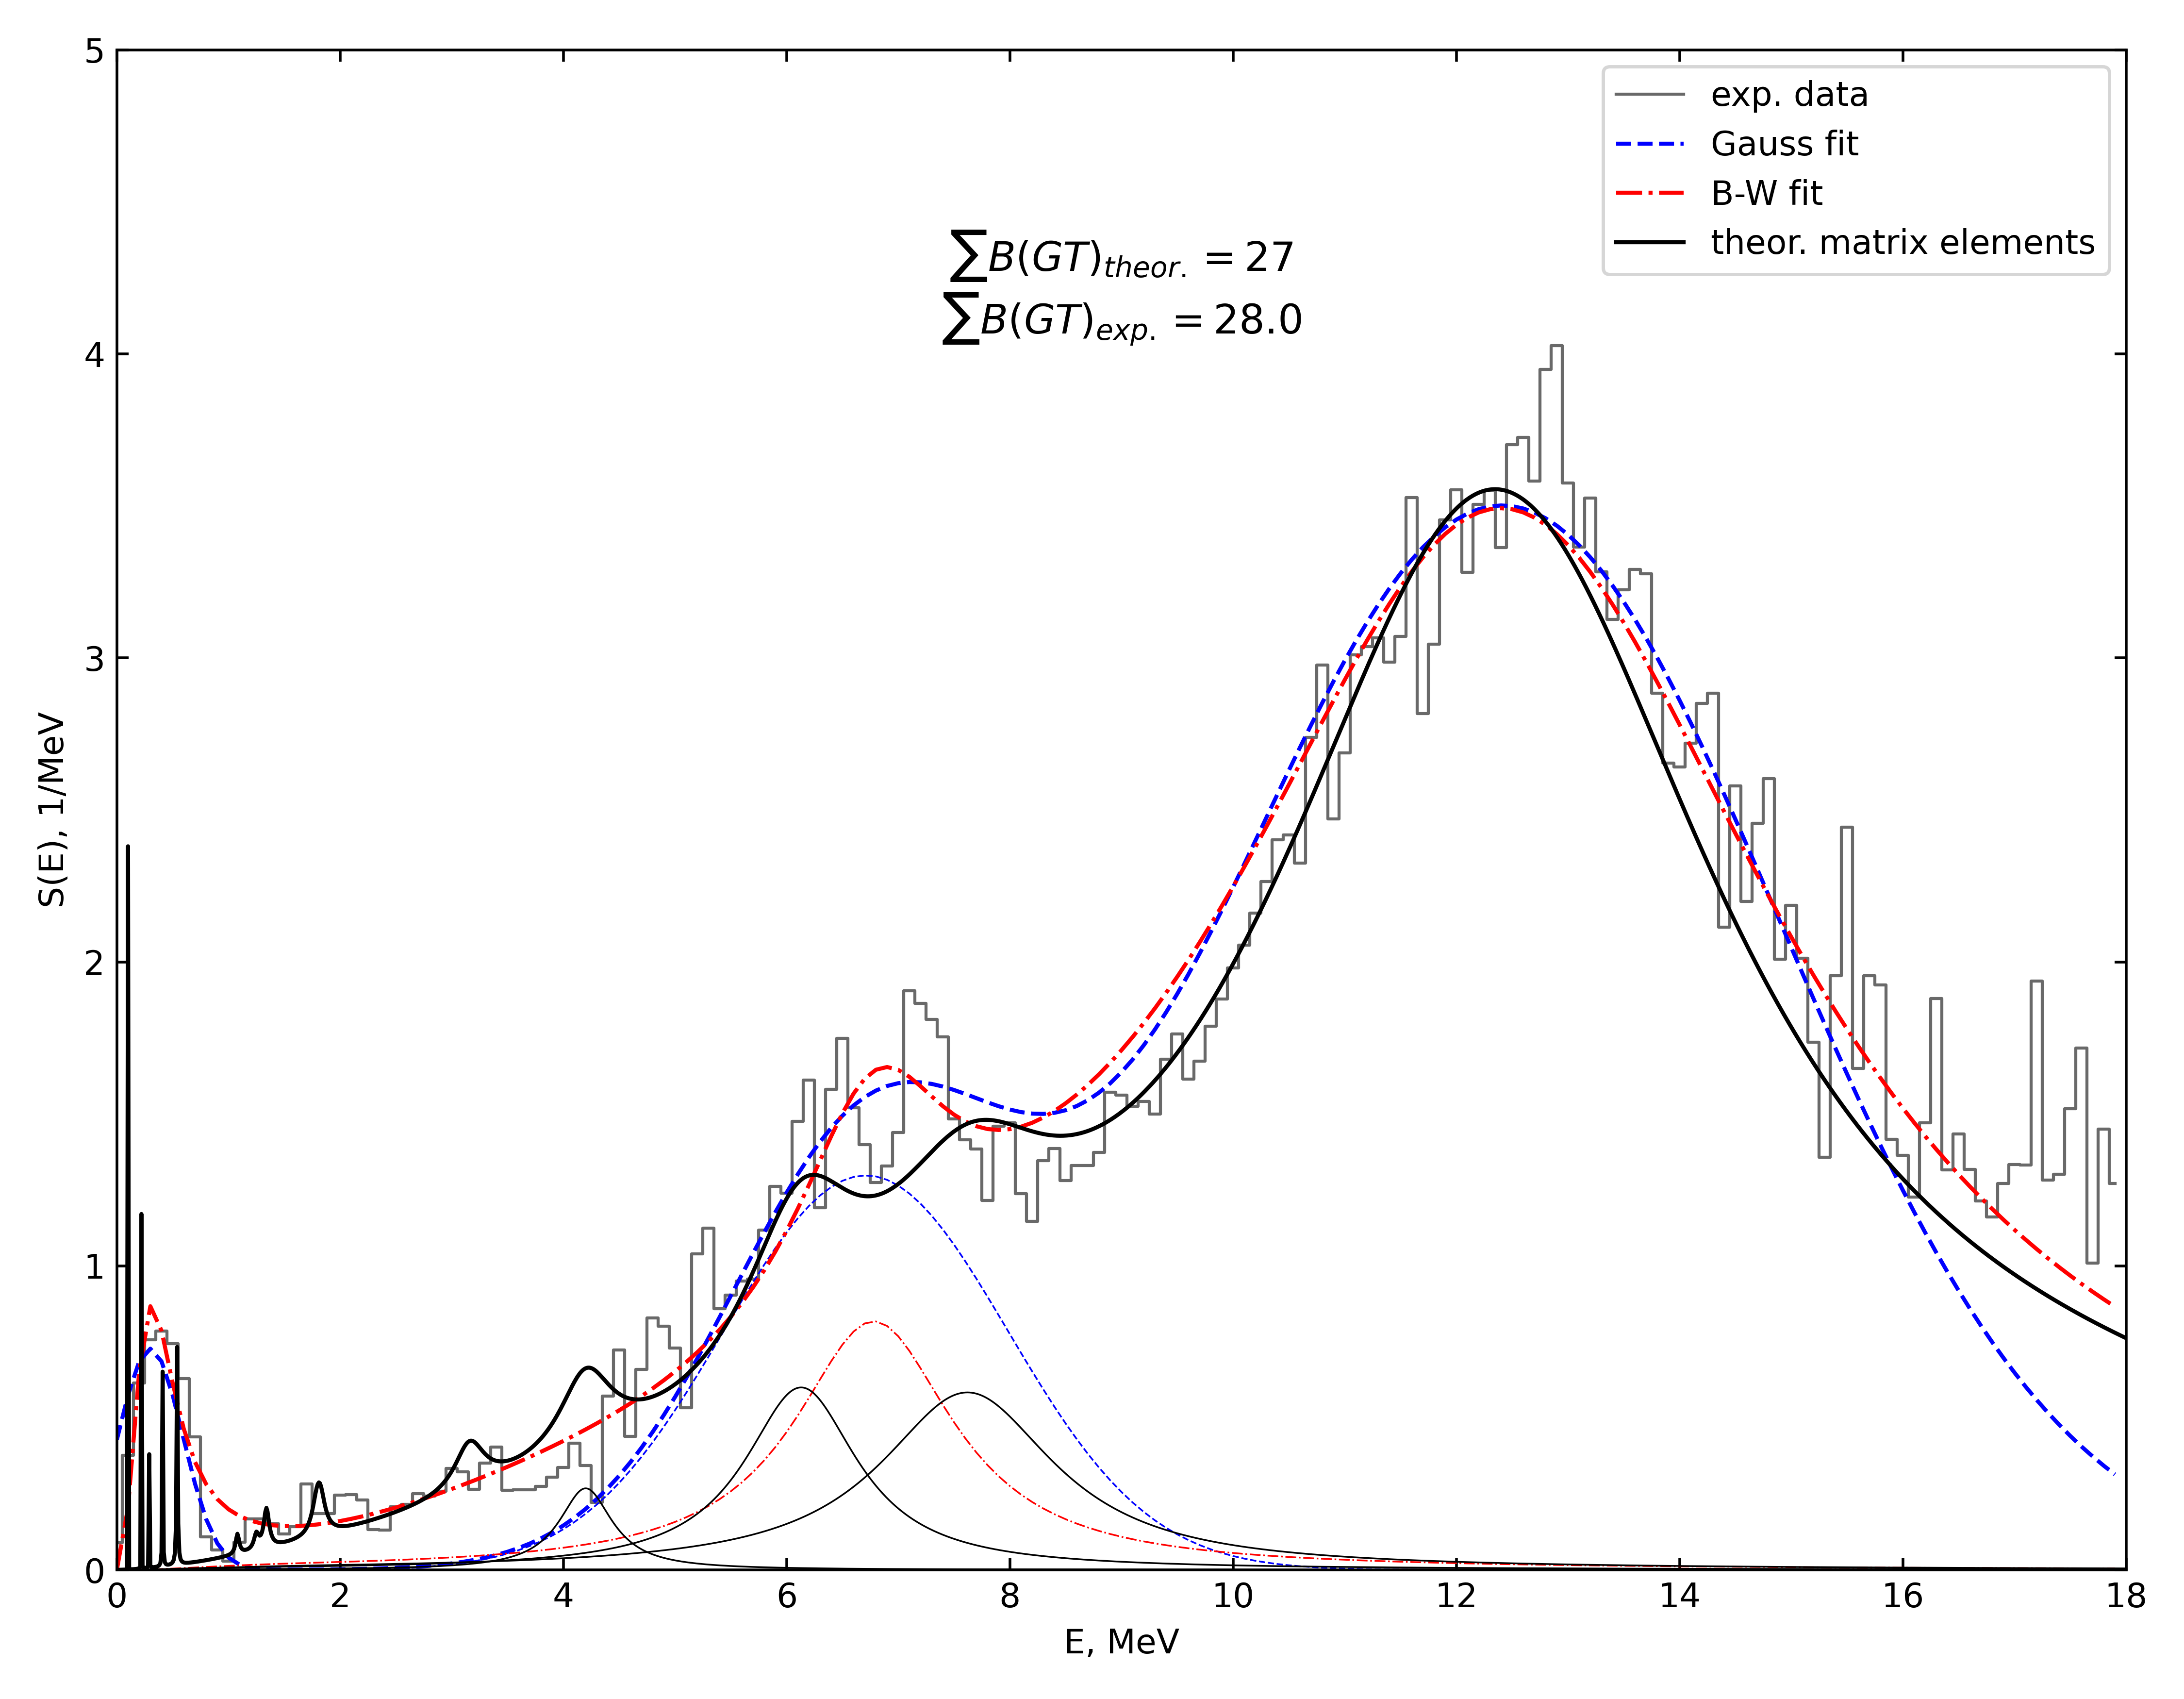 5
4
3
2
1
0
0 2 4 6 8 10 12 14 16 18
S(E), 1/MeV
E, MeV
exp. data
Gauss fit
B-W fit
theor. matrix elements
∑B(GT)theor. = 27
∑B(GT)exp. = 28.0